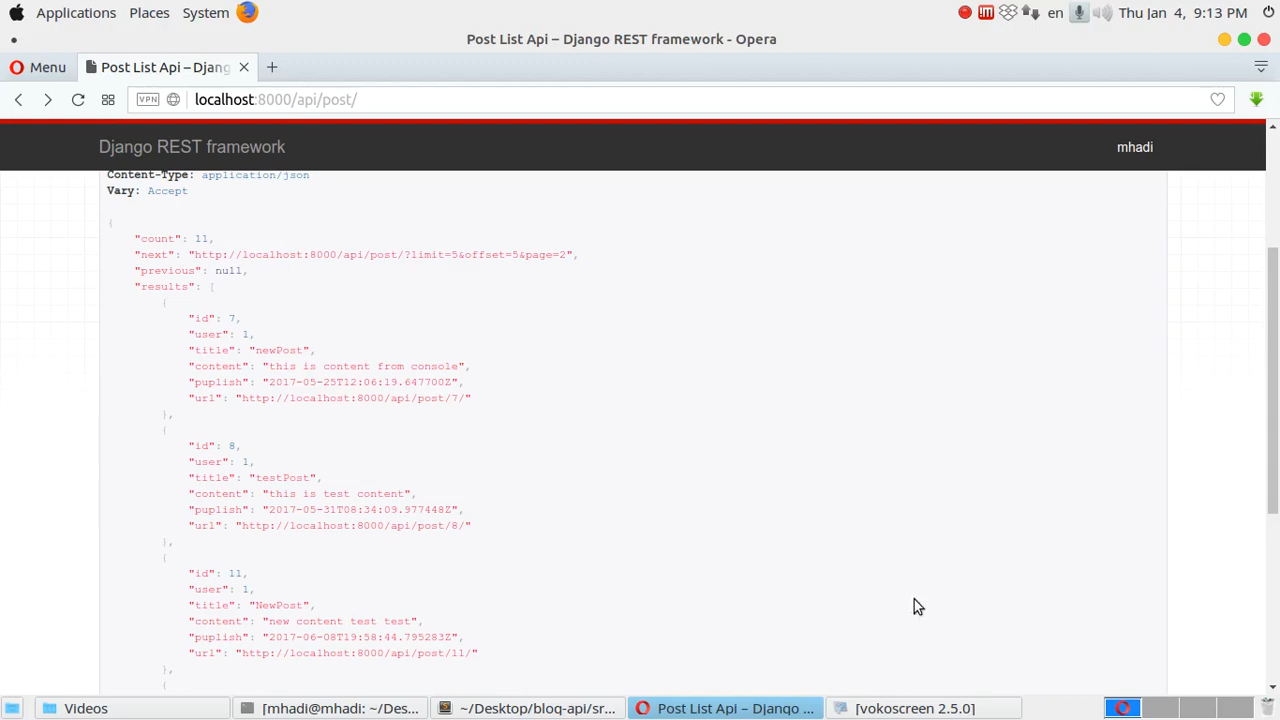 Applications Places System en Thu Jan 4, 9:13 PM
Post List Api – Django REST framework - Opera
Menu Post List Api – Djang
VPN localhost:8000/api/post/
Django REST framework mhadi
Content-Type: application/json
Vary: Accept
{
"count": 11,
"next": "http://localhost:8000/api/post/?limit=5&offset=5&page=2",
"previous": null,
"results": [
{
"id": 7,
"user": 1,
"title": "newPost",
"content": "this is content from console",
"puplish": "2017-05-25T12:06:19.647700Z",
"url": "http://localhost:8000/api/post/7/"
},
{
"id": 8,
"user": 1,
"title": "testPost",
"content": "this is test content",
"puplish": "2017-05-31T08:34:09.977448Z",
"url": "http://localhost:8000/api/post/8/"
},
{
"id": 11,
"user": 1,
"title": "NewPost",
"content": "new content test test",
"puplish": "2017-06-08T19:58:44.795283Z",
"url": "http://localhost:8000/api/post/11/"
},
{
Videos [mhadi@mhadi: ~/Des... ~/Desktop/blogapi/sr... Post List Api – Django ... [vokoscreen 2.5.0]